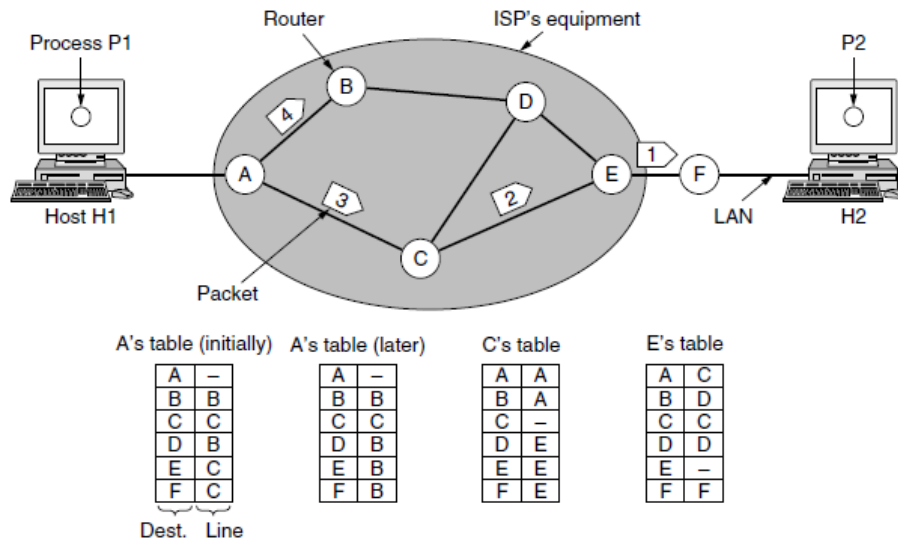 Router
ISP's equipment
Process P1
P2
B
D
4
1
A
E
F
3
2
Host H1
LAN
H2
C
Packet
A's table (initially)
A's table (later)
C's table
E's table
A –
B B
C C
D B
E C
F C
Dest. Line
A –
B B
C C
D B
E B
F B
A A
B A
C –
D E
E E
F E
A C
B D
C C
D D
E –
F F